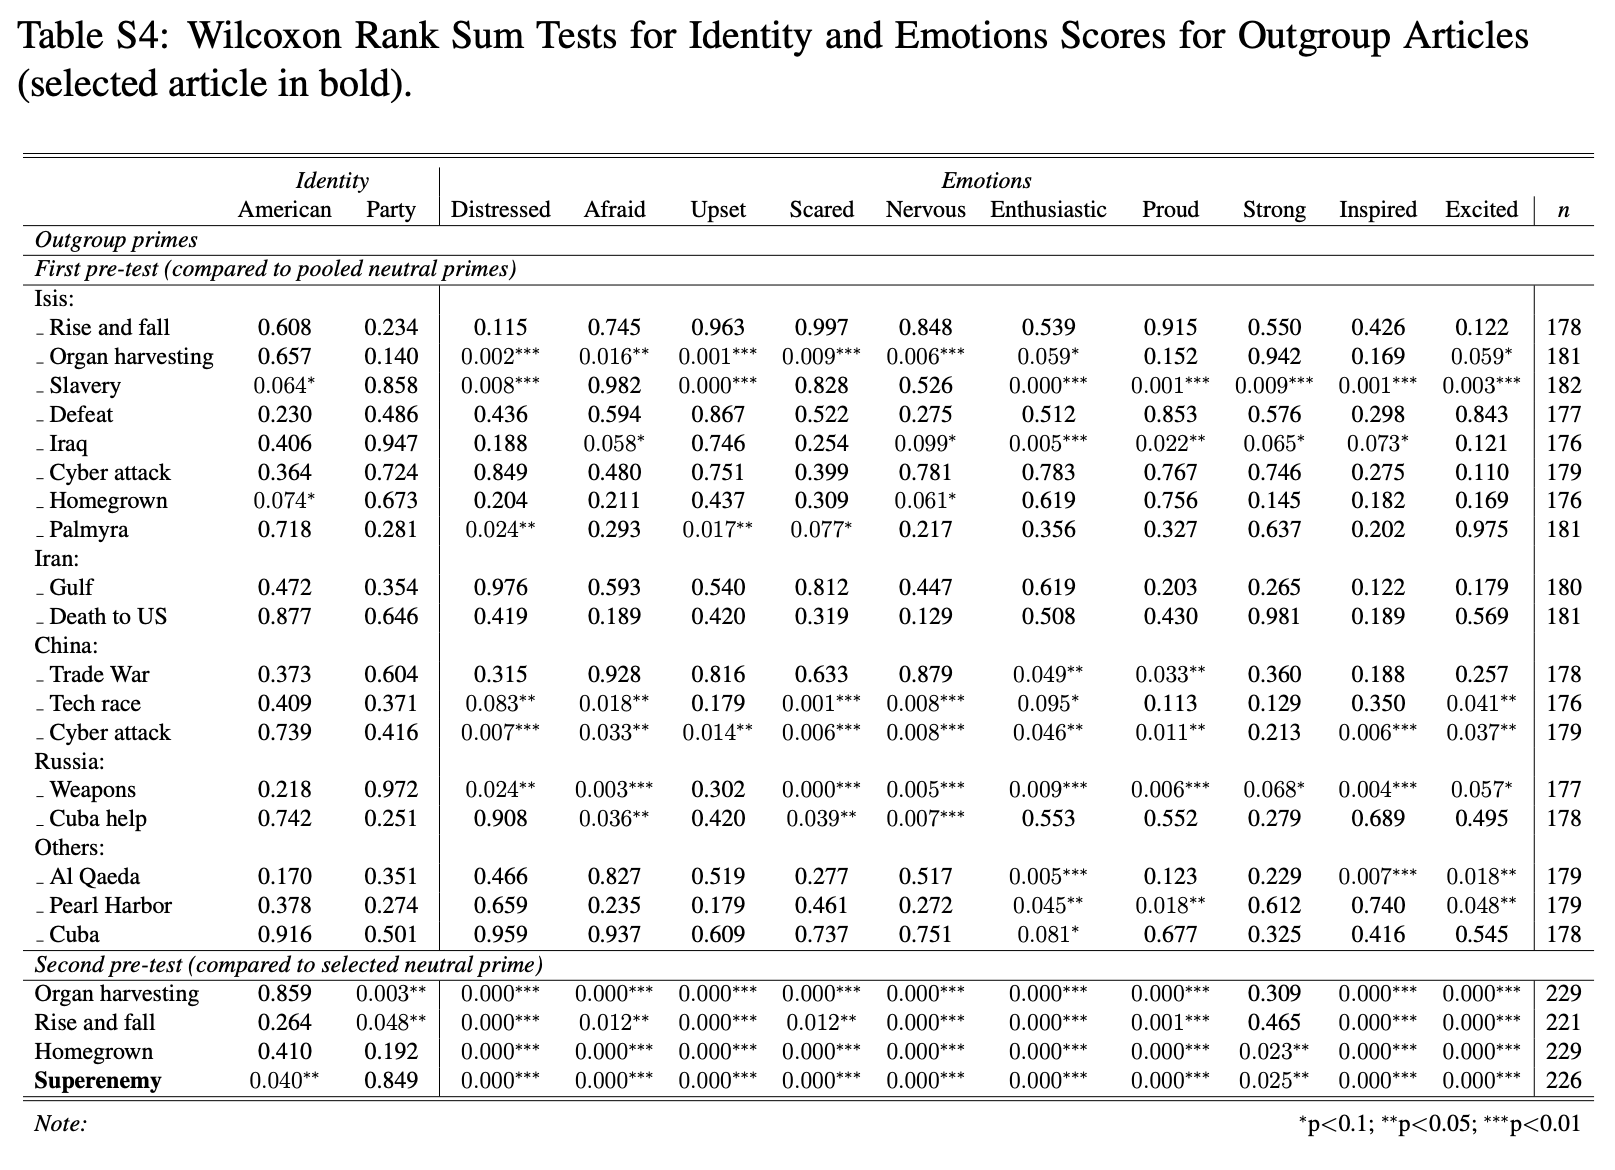 Table S4: Wilcoxon Rank Sum Tests for Identity and Emotions Scores for Outgroup Articles
(selected article in bold).
Identity Emotions
American Party Distressed Afraid Upset Scared Nervous Enthusiastic Proud Strong Inspired Excited n
Outgroup primes
First pre-test (compared to pooled neutral primes)
Isis:
_ Rise and fall 0.608 0.234 0.115 0.745 0.963 0.997 0.848 0.539 0.915 0.550 0.426 0.122 178
_ Organ harvesting 0.657 0.140 0.002*** 0.016** 0.001*** 0.009*** 0.006*** 0.059* 0.152 0.942 0.169 0.059* 181
_ Slavery 0.064* 0.858 0.008*** 0.982 0.000*** 0.828 0.526 0.000*** 0.001*** 0.009*** 0.001*** 0.003*** 182
_ Defeat 0.230 0.486 0.436 0.594 0.867 0.522 0.275 0.512 0.853 0.576 0.298 0.843 177
_ Iraq 0.406 0.947 0.188 0.058* 0.746 0.254 0.099* 0.005*** 0.022** 0.065* 0.073* 0.121 176
_ Cyber attack 0.364 0.724 0.849 0.480 0.751 0.399 0.781 0.783 0.767 0.746 0.275 0.110 179
_ Homegrown 0.074* 0.673 0.204 0.211 0.437 0.309 0.061* 0.619 0.756 0.145 0.182 0.169 176
_ Palmyra 0.718 0.281 0.024** 0.293 0.017** 0.077* 0.217 0.356 0.327 0.637 0.202 0.975 181
Iran:
_ Gulf 0.472 0.354 0.976 0.593 0.540 0.812 0.447 0.619 0.203 0.265 0.122 0.179 180
_ Death to US 0.877 0.646 0.419 0.189 0.420 0.319 0.129 0.508 0.430 0.981 0.189 0.569 181
China:
_ Trade War 0.373 0.604 0.315 0.928 0.816 0.633 0.879 0.049** 0.033** 0.360 0.188 0.257 178
_ Tech race 0.409 0.371 0.083** 0.018** 0.179 0.001*** 0.008*** 0.095* 0.113 0.129 0.350 0.041** 176
_ Cyber attack 0.739 0.416 0.007*** 0.033** 0.014** 0.006*** 0.008*** 0.046** 0.011** 0.213 0.006*** 0.037** 179
Russia:
_ Weapons 0.218 0.972 0.024** 0.003*** 0.302 0.000*** 0.005*** 0.009*** 0.006*** 0.068* 0.004*** 0.057* 177
_ Cuba help 0.742 0.251 0.908 0.036** 0.420 0.039** 0.007*** 0.553 0.552 0.279 0.689 0.495 178
Others:
_ Al Qaeda 0.170 0.351 0.466 0.827 0.519 0.277 0.517 0.005*** 0.123 0.229 0.007*** 0.018** 179
_ Pearl Harbor 0.378 0.274 0.659 0.235 0.179 0.461 0.272 0.045** 0.018** 0.612 0.740 0.048** 179
_ Cuba 0.916 0.501 0.959 0.937 0.609 0.737 0.751 0.081* 0.677 0.325 0.416 0.545 178
Second pre-test (compared to selected neutral prime)
Organ harvesting 0.859 0.003** 0.000*** 0.000*** 0.000*** 0.000*** 0.000*** 0.000*** 0.000*** 0.309 0.000*** 0.000*** 229
Rise and fall 0.264 0.048** 0.000*** 0.012** 0.000*** 0.012** 0.000*** 0.000*** 0.001*** 0.465 0.000*** 0.000*** 221
Homegrown 0.410 0.192 0.000*** 0.000*** 0.000*** 0.000*** 0.000*** 0.000*** 0.000*** 0.023** 0.000*** 0.000*** 229
Superenemy 0.040** 0.849 0.000*** 0.000*** 0.000*** 0.000*** 0.000*** 0.000*** 0.000*** 0.025** 0.000*** 0.000*** 226
Note: *p<0.1; **p<0.05; ***p<0.01